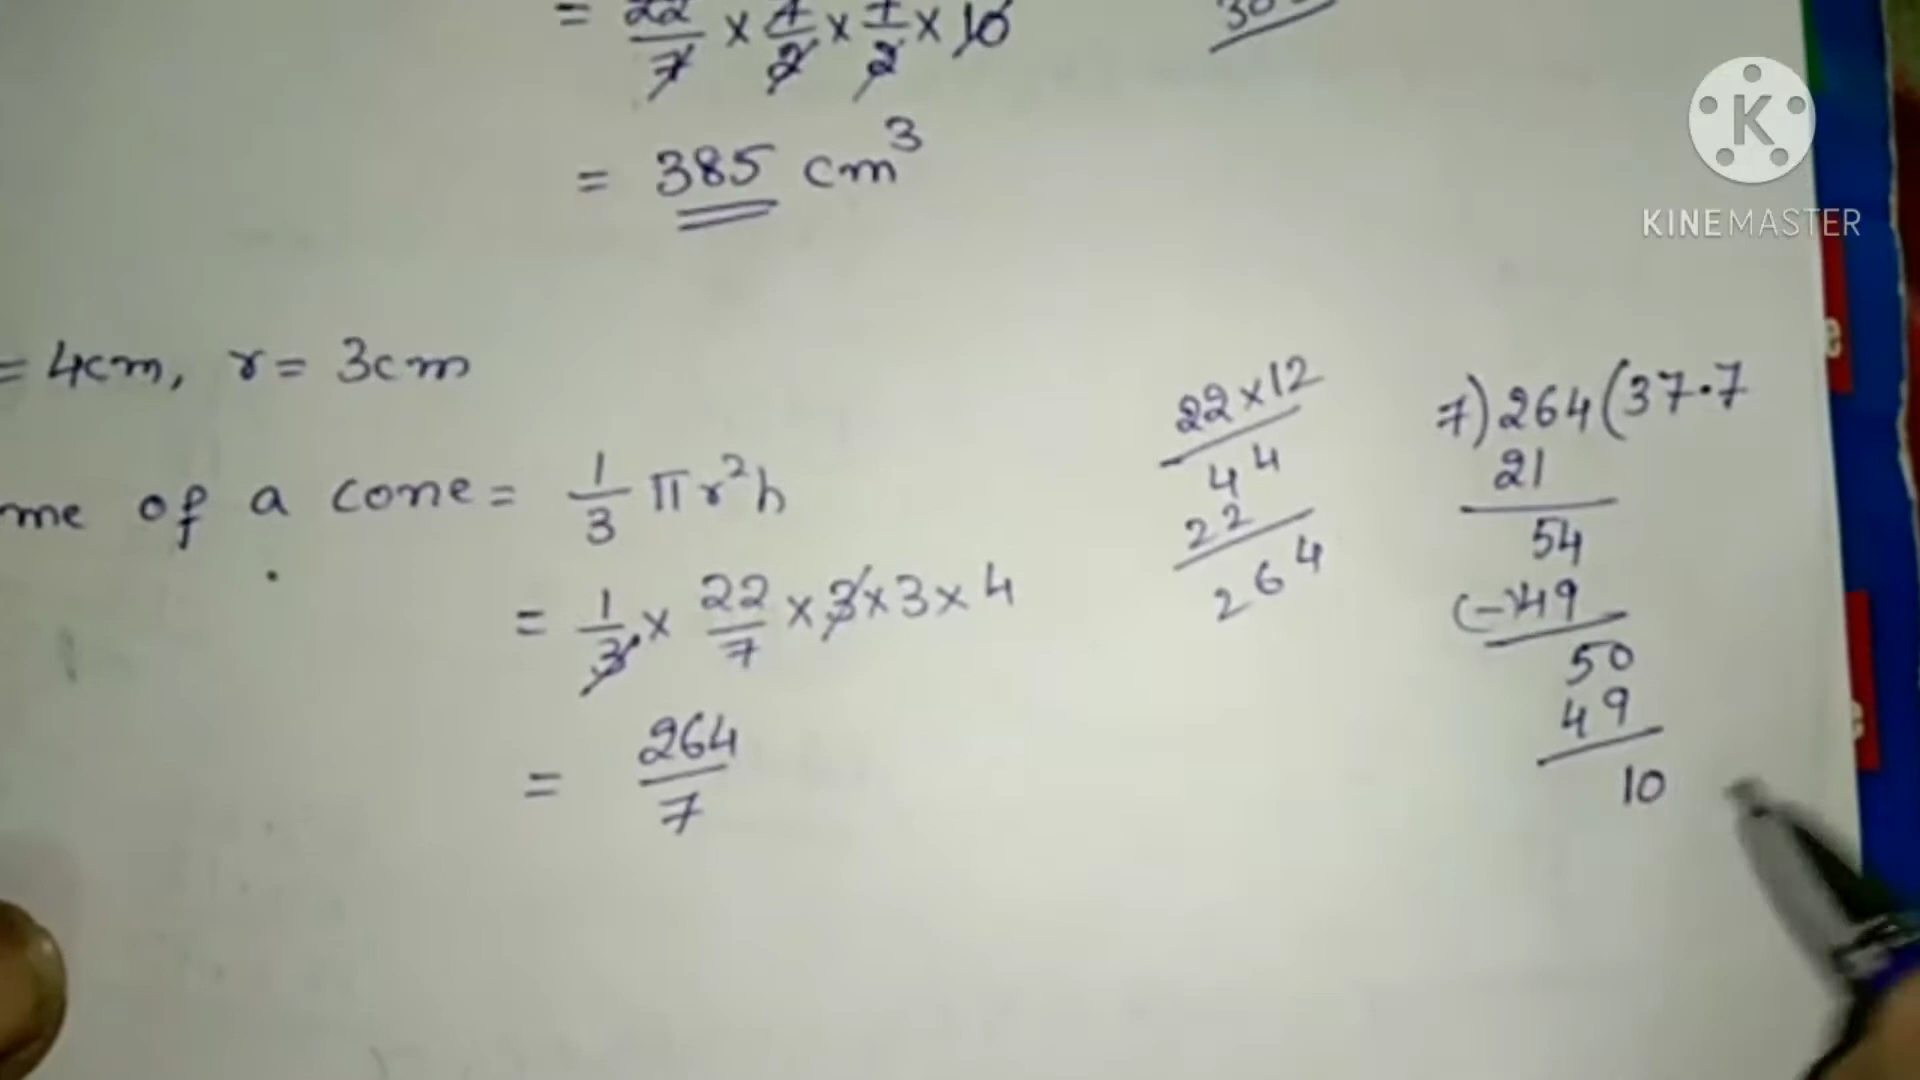 = 22/7 × 7/2 × 7/2 × 10
= 385 cm³
K
KINEMASTER
= 4cm, r = 3cm
me of a cone = 1/3 πr²h
= 1/3 × 22/7 × 3 × 3 × 4
= 264/7
22 × 12
44
22
264
7)264(37.7
21
54
(-)49
50
49
10